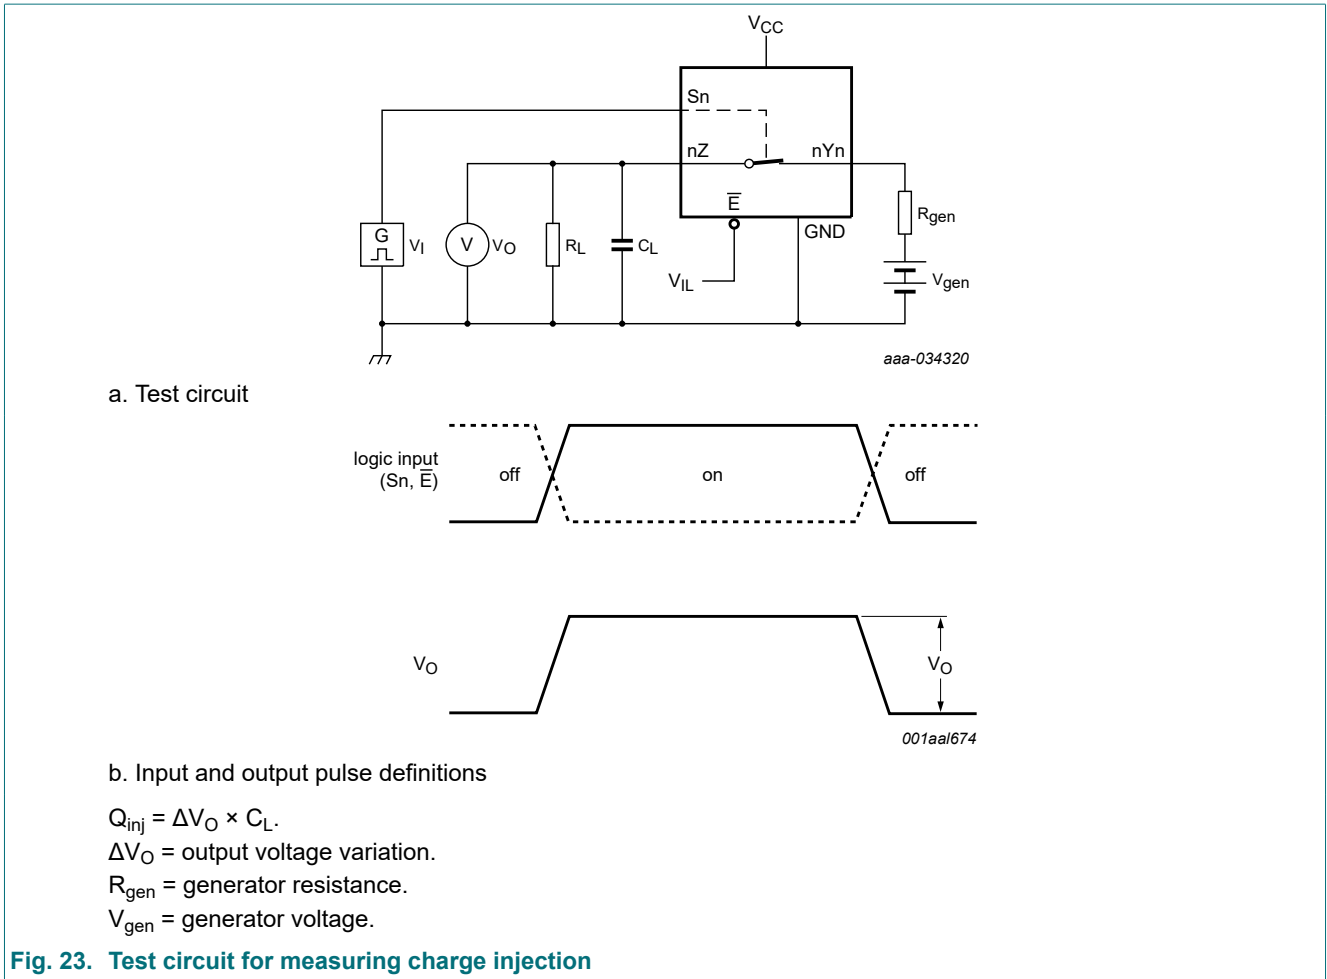 VCC
Sn
nZ
nYn
E̅
GND
Rgen
G
VI
V
VO
RL
CL
VIL
Vgen
aaa-034320
a. Test circuit
logic input
(Sn, E̅)
off
on
off
VO
VO
001aal674
b. Input and output pulse definitions
Qinj = ΔVO × CL.
ΔVO = output voltage variation.
Rgen = generator resistance.
Vgen = generator voltage.
Fig. 23. Test circuit for measuring charge injection